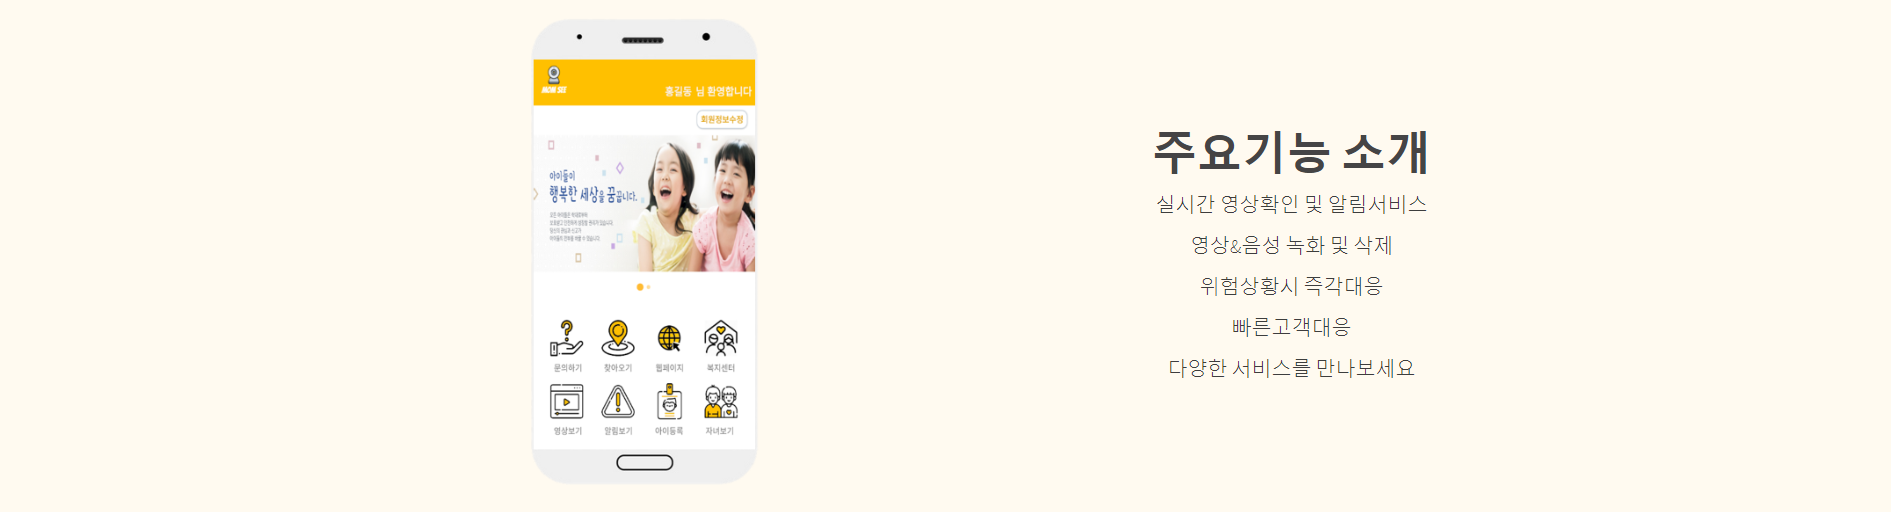 홍길동 님 환영합니다
회원정보수정
아이들이
행복한 세상을 꿈꿉니다.
문의하기 찾아오기 웹페이지 복지센터
영상보기 알림보기 아이등록 자녀보기
주요기능 소개
실시간 영상확인 및 알림서비스
영상&음성 녹화 및 삭제
위험상황시 즉각대응
빠른고객대응
다양한 서비스를 만나보세요